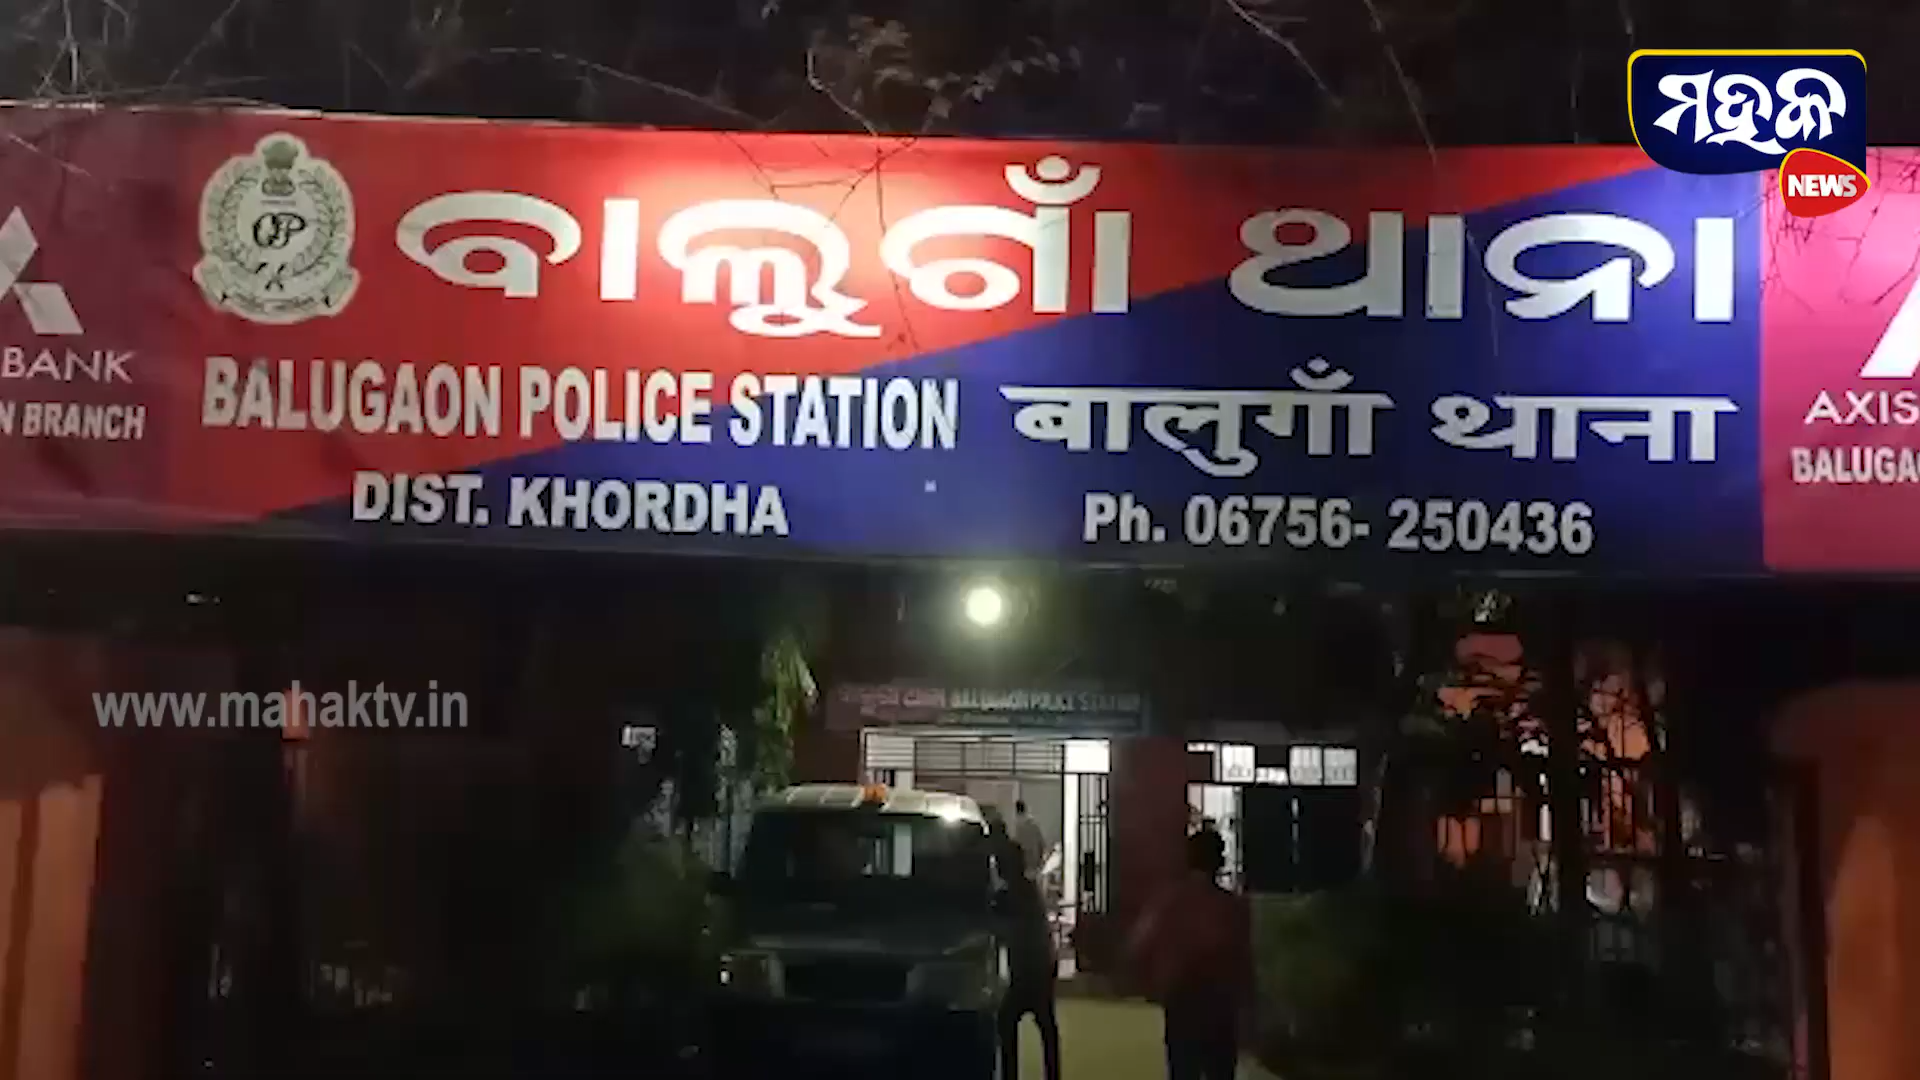 ମହକ
NEWS
ବାଲୁଗାଁ ଥାନା
BANK
N BRANCH
BALUGAON POLICE STATION
बालुगाँ थाना
AXIS
BALUGA
DIST. KHORDHA
Ph. 06756- 250436
www.mahaktv.in
BALUGAON POLICE STATION